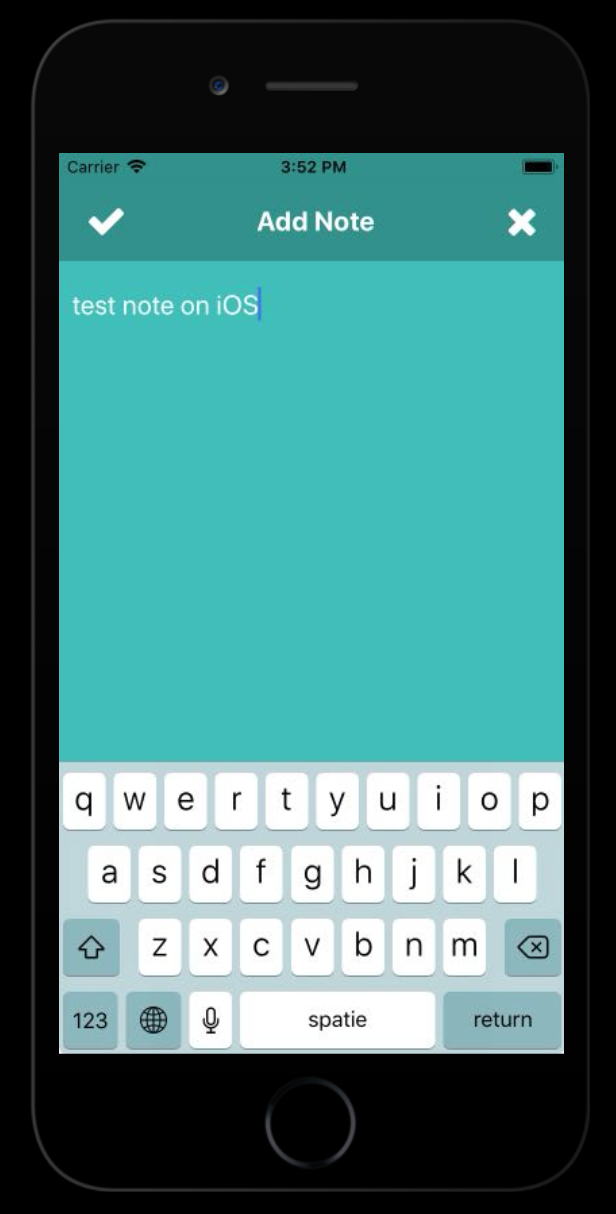 Carrier 3:52 PM
Add Note
test note on iOS
q w e r t y u i o p
a s d f g h j k l
z x c v b n m
123 spatie return